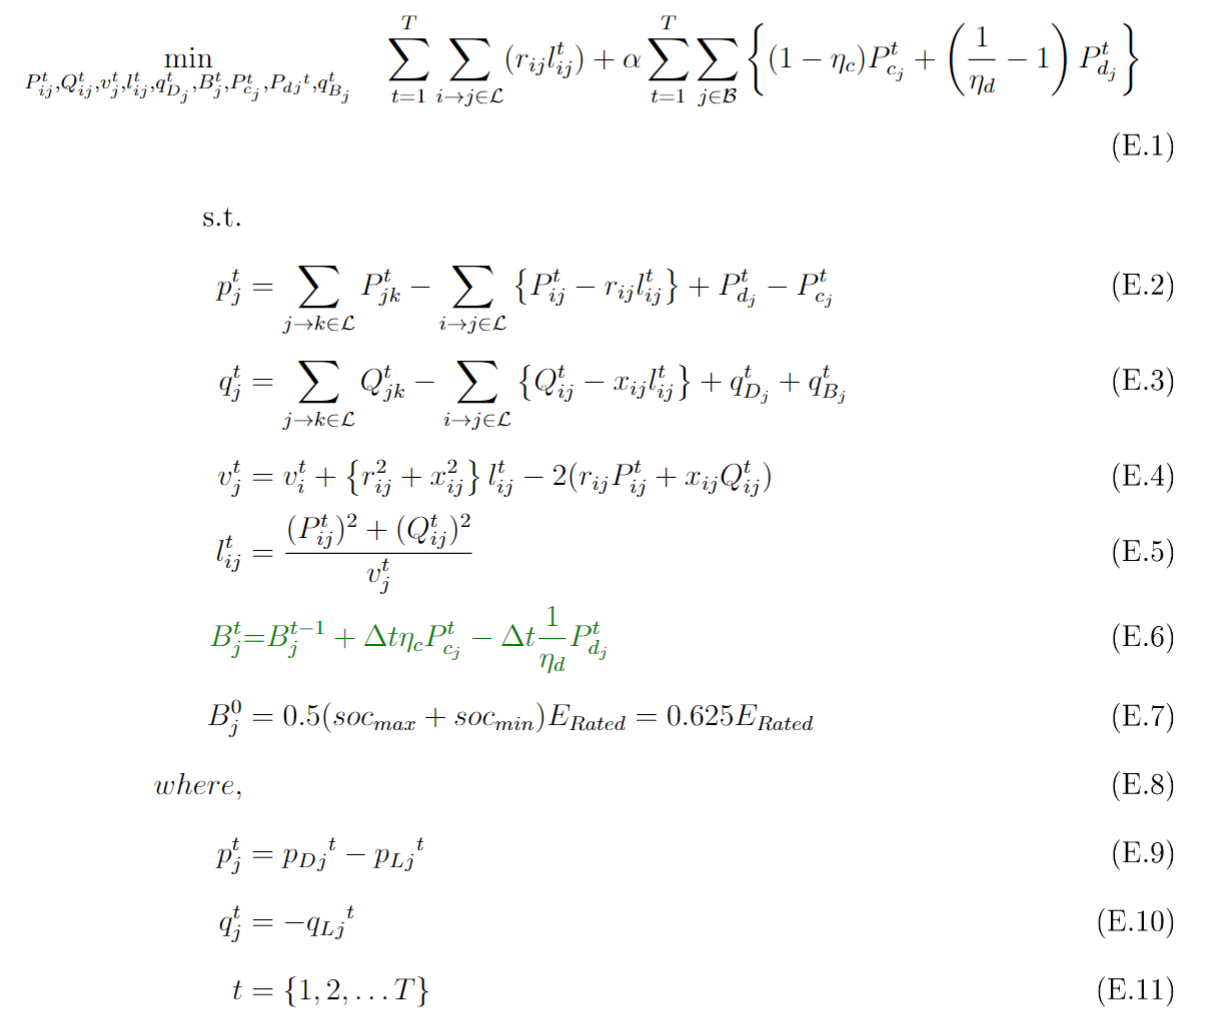 \min_{P_{ij}^t, Q_{ij}^t, v_j^t, l_{ij}^t, q_{D_j}^t, B_j^t, P_{c_j}^t, P_{dj}{}^t, q_{B_j}^t} \sum_{t=1}^{T} \sum_{i \to j \in \mathcal{L}} (r_{ij} l_{ij}^t) + \alpha \sum_{t=1}^{T} \sum_{j \in \mathcal{B}} \left\{ (1 - \eta_c) P_{c_j}^t + \left( \frac{1}{\eta_d} - 1 \right) P_{d_j}^t \right\}
(E.1)
s.t.
p_j^t = \sum_{j \to k \in \mathcal{L}} P_{jk}^t - \sum_{i \to j \in \mathcal{L}} \{ P_{ij}^t - r_{ij} l_{ij}^t \} + P_{d_j}^t - P_{c_j}^t (E.2)
q_j^t = \sum_{j \to k \in \mathcal{L}} Q_{jk}^t - \sum_{i \to j \in \mathcal{L}} \{ Q_{ij}^t - x_{ij} l_{ij}^t \} + q_{D_j}^t + q_{B_j}^t (E.3)
v_j^t = v_i^t + \{ r_{ij}^2 + x_{ij}^2 \} l_{ij}^t - 2(r_{ij} P_{ij}^t + x_{ij} Q_{ij}^t) (E.4)
l_{ij}^t = \frac{(P_{ij}^t)^2 + (Q_{ij}^t)^2}{v_j^t} (E.5)
B_j^t = B_j^{t-1} + \Delta t \eta_c P_{c_j}^t - \Delta t \frac{1}{\eta_d} P_{d_j}^t (E.6)
B_j^0 = 0.5(soc_{max} + soc_{min}) E_{Rated} = 0.625 E_{Rated} (E.7)
where, (E.8)
p_j^t = p_{Dj}{}^t - p_{Lj}{}^t (E.9)
q_j^t = -q_{Lj}{}^t (E.10)
t = \{1, 2, \ldots T\} (E.11)